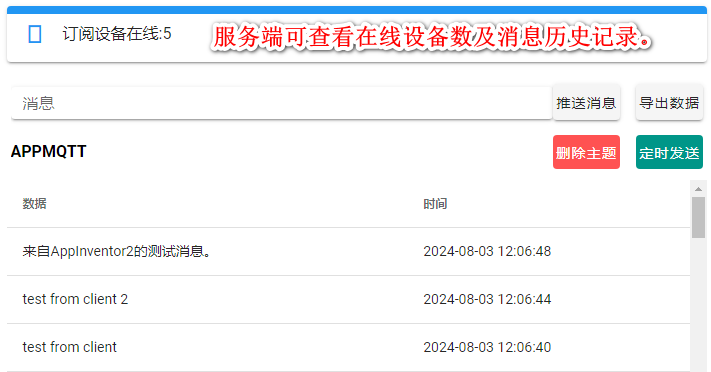 订阅设备在线:5 服务端可查看在线设备数及消息历史记录。
消息 推送消息 导出数据
APPMQTT 删除主题 定时发送
数据 时间
来自AppInventor2的测试消息。 2024-08-03 12:06:48
test from client 2 2024-08-03 12:06:44
test from client 2024-08-03 12:06:40